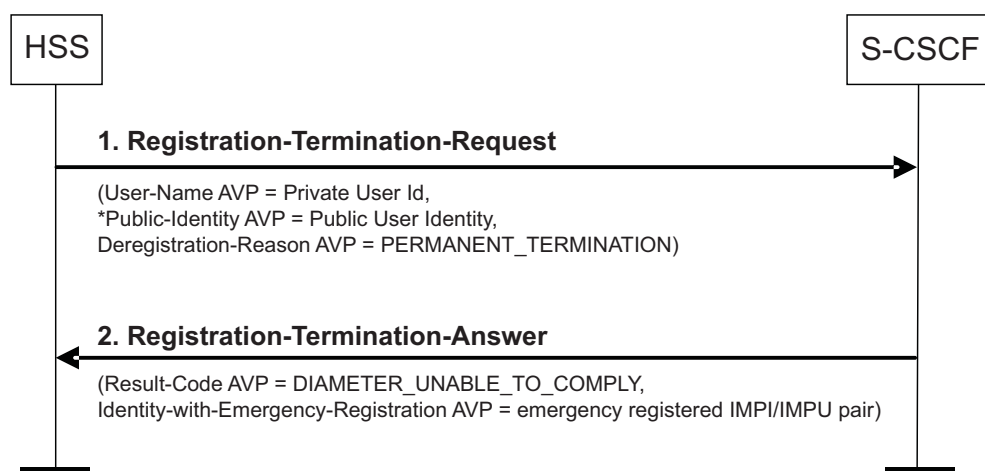 HSS
S-CSCF
1. Registration-Termination-Request
(User-Name AVP = Private User Id,
*Public-Identity AVP = Public User Identity,
Deregistration-Reason AVP = PERMANENT_TERMINATION)
2. Registration-Termination-Answer
(Result-Code AVP = DIAMETER_UNABLE_TO_COMPLY,
Identity-with-Emergency-Registration AVP = emergency registered IMPI/IMPU pair)